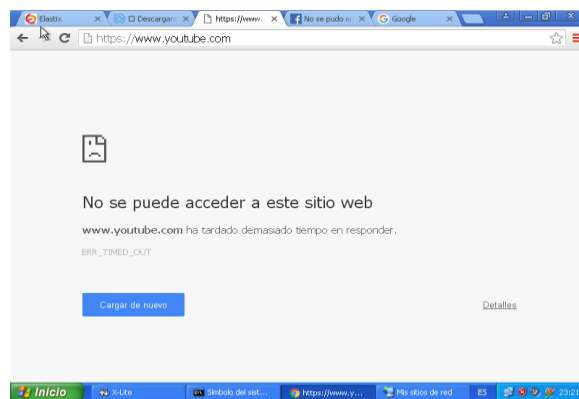 Elastix
Descargar
https://www.
No se pudo e
Google
https://www.youtube.com
No se puede acceder a este sitio web
www.youtube.com ha tardado demasiado tiempo en responder.
ERR_TIMED_OUT
Cargar de nuevo
Detalles
Inicio
X-Lite
Símbolo del sist...
https://www.y...
Mis sitios de red
ES
23:21